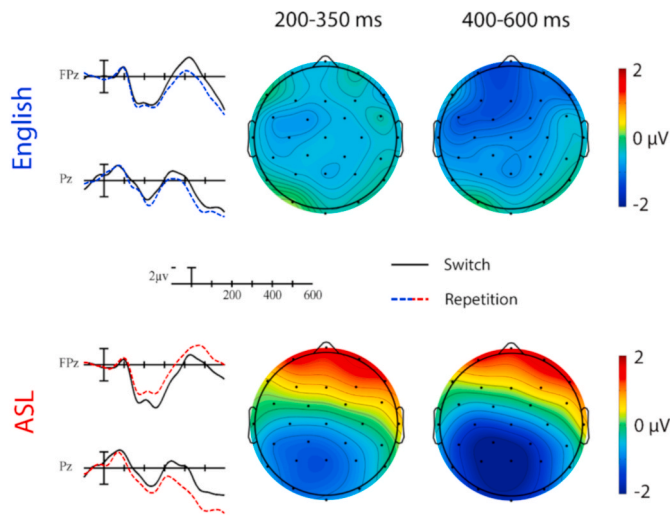 200-350 ms 400-600 ms
FPz
English
Pz
2
0 μV
-2
2μv
200 400 600
Switch
Repetition
FPz
ASL
Pz
2
0 μV
-2